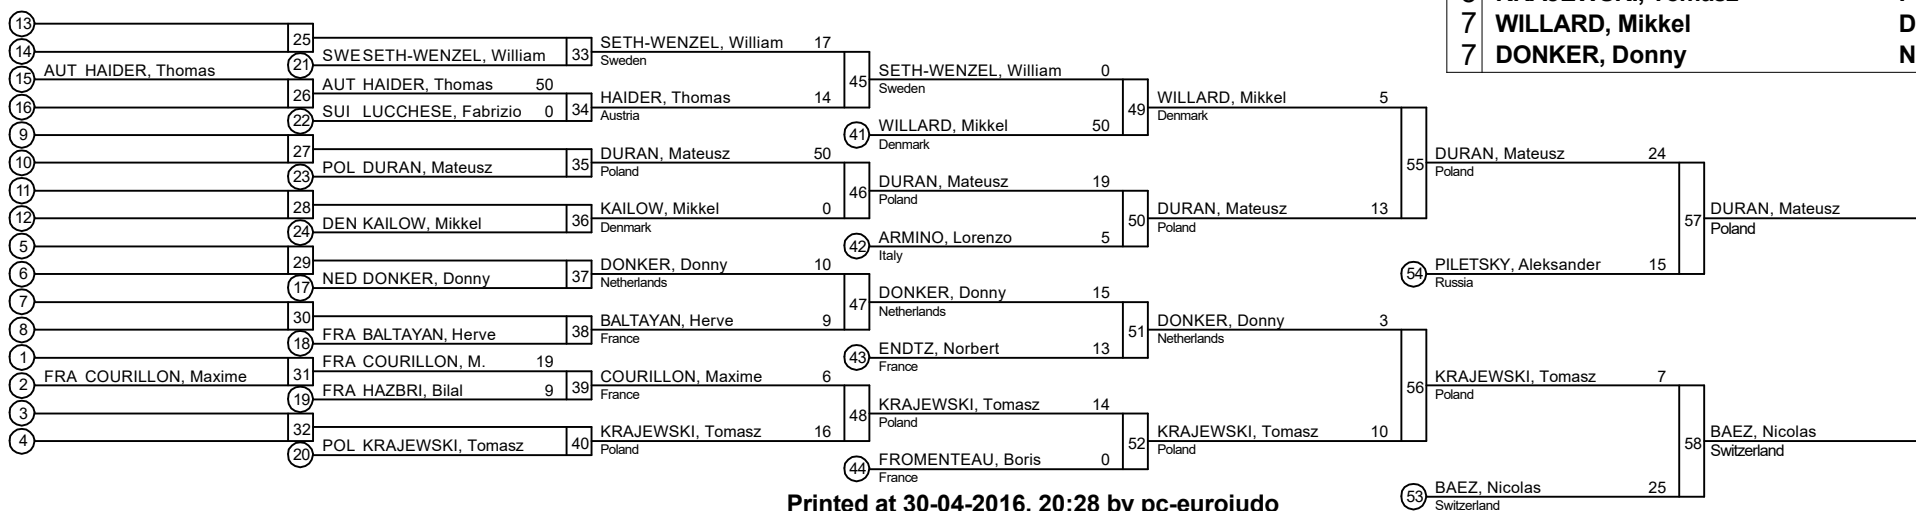 7 WILLARD, Mikkel D
7 DONKER, Donny N
13
14
15 AUT HAIDER, Thomas
16
9
10
11
12
5
6
7
8
1
2 FRA COURILLON, Maxime
3
4
25
21 SWE SETH-WENZEL, William
26 AUT HAIDER, Thomas 50
22 SUI LUCCHESE, Fabrizio 0
27
23 POL DURAN, Mateusz
28
24 DEN KAILOW, Mikkel
29
17 NED DONKER, Donny
30
18 FRA BALTAYAN, Herve
31 FRA COURILLON, M. 19
19 FRA HAZBRI, Bilal 9
32
20 POL KRAJEWSKI, Tomasz
33 SETH-WENZEL, William 17
Sweden
34 HAIDER, Thomas 14
Austria
35 DURAN, Mateusz 50
Poland
36 KAILOW, Mikkel 0
Denmark
37 DONKER, Donny 10
Netherlands
38 BALTAYAN, Herve 9
France
39 COURILLON, Maxime 6
France
40 KRAJEWSKI, Tomasz 16
Poland
45 SETH-WENZEL, William 0
Sweden
41 WILLARD, Mikkel 50
Denmark
46 DURAN, Mateusz 19
Poland
42 ARMINO, Lorenzo 5
Italy
47 DONKER, Donny 15
Netherlands
43 ENDTZ, Norbert 13
France
48 KRAJEWSKI, Tomasz 14
Poland
44 FROMENTEAU, Boris 0
France
49 WILLARD, Mikkel 5
Denmark
50 DURAN, Mateusz 13
Poland
51 DONKER, Donny 3
Netherlands
52 KRAJEWSKI, Tomasz 10
Poland
55 DURAN, Mateusz 24
Poland
54 PILETSKY, Aleksander 15
Russia
56 KRAJEWSKI, Tomasz 7
Poland
53 BAEZ, Nicolas 25
Switzerland
57 DURAN, Mateusz
Poland
58 BAEZ, Nicolas
Switzerland
Printed at 30-04-2016, 20:28 by pc-eurojudo